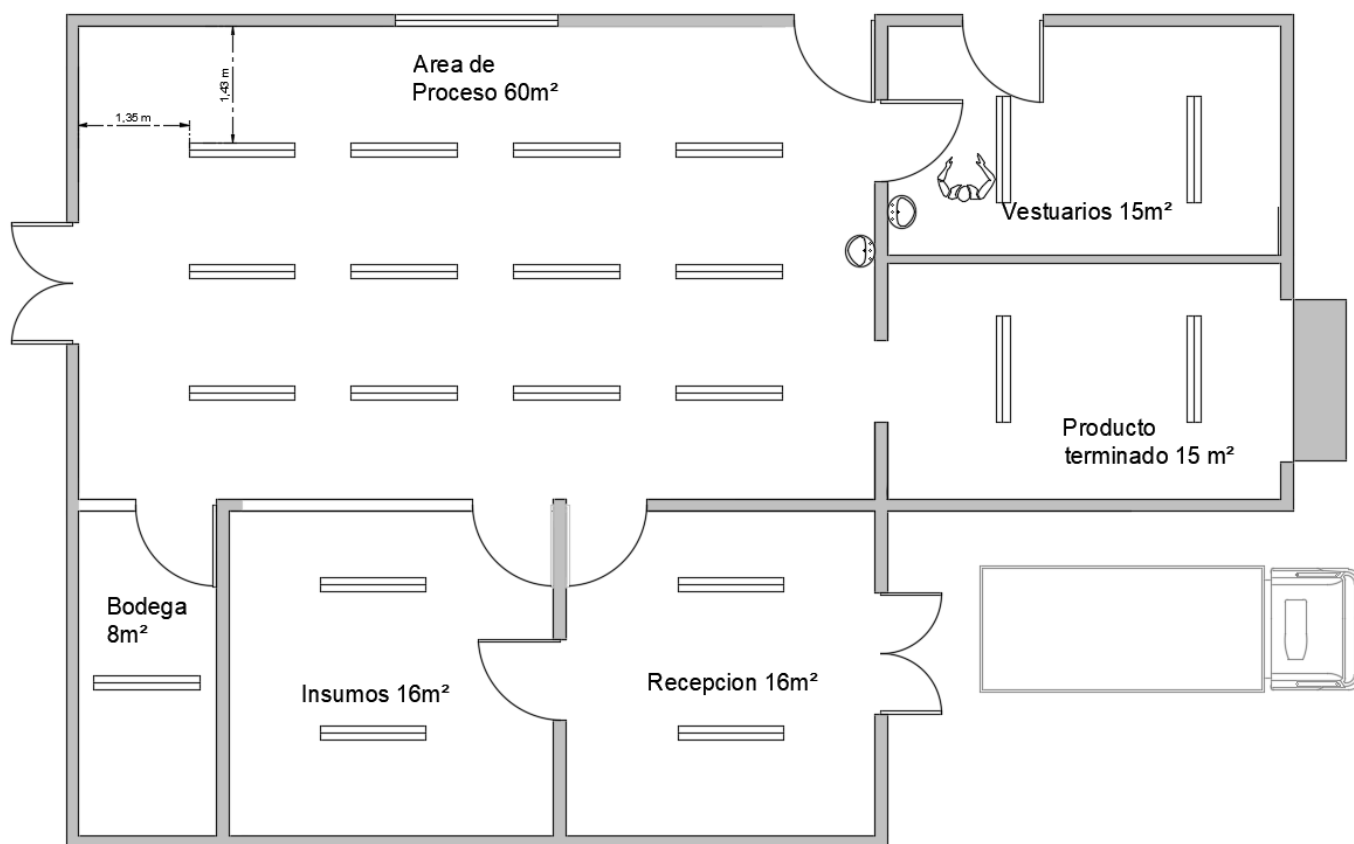 Area de
Proceso 60m²
1,43 m
1,35 m
Vestuarios 15m²
Producto
terminado 15 m²
Bodega
8m²
Insumos 16m²
Recepcion 16m²